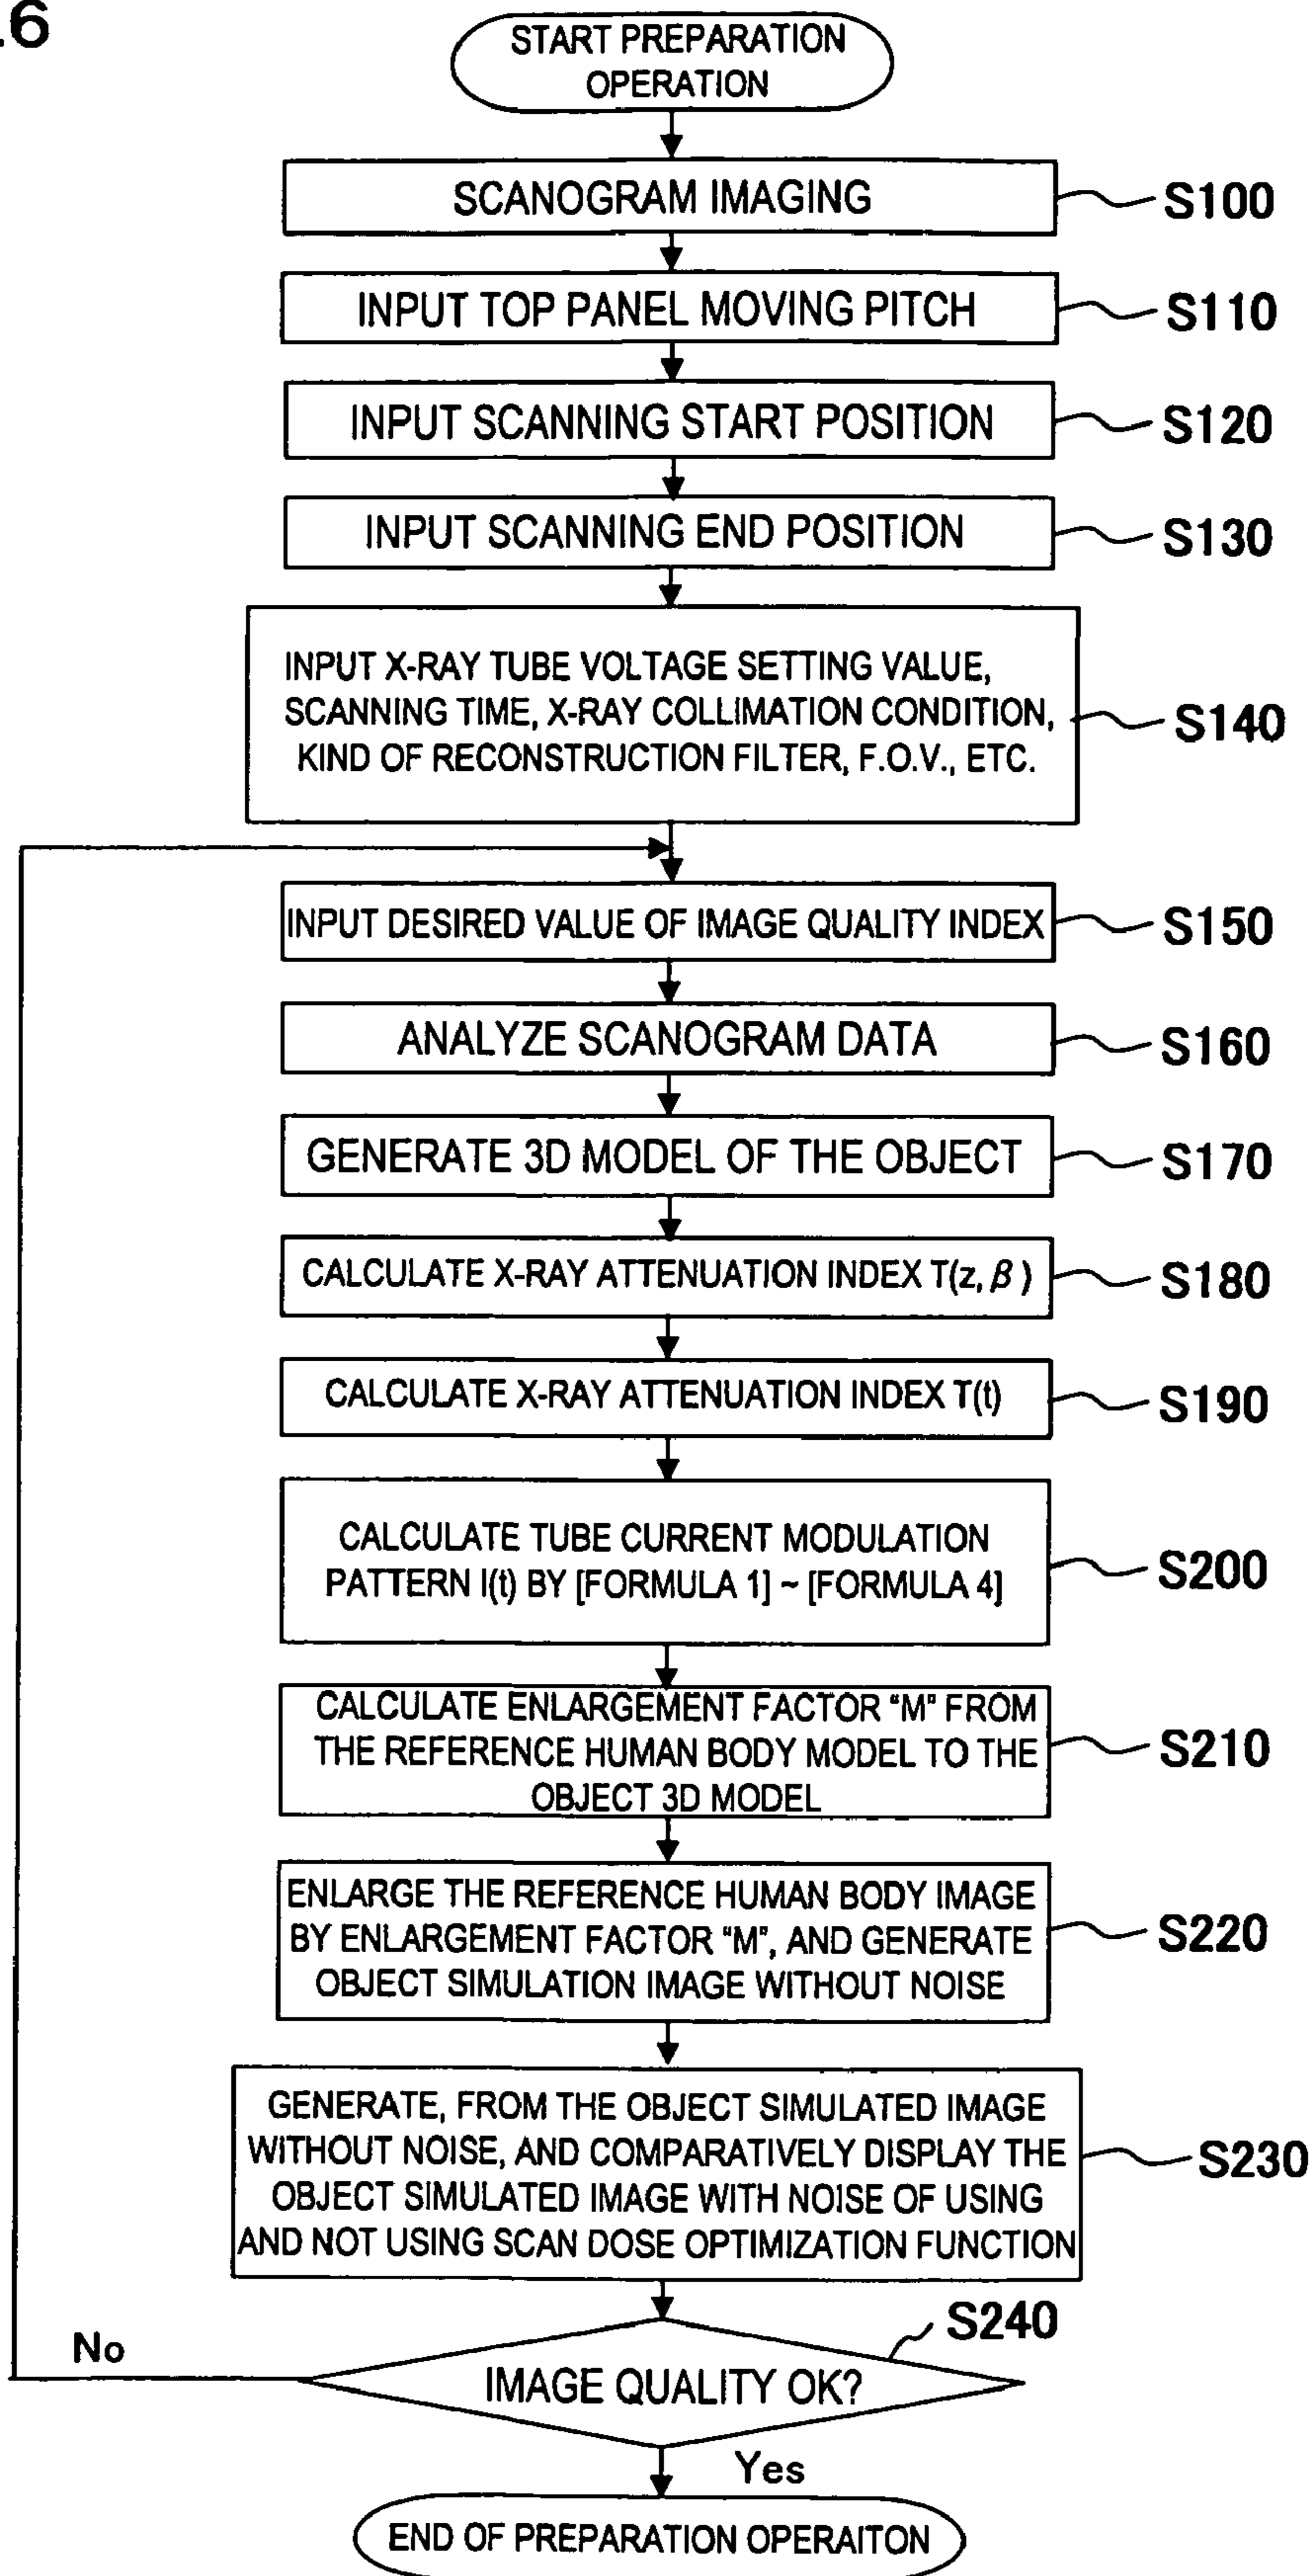 6
START PREPARATION
OPERATION
SCANOGRAM IMAGING
S100
INPUT TOP PANEL MOVING PITCH
S110
INPUT SCANNING START POSITION
S120
INPUT SCANNING END POSITION
S130
INPUT X-RAY TUBE VOLTAGE SETTING VALUE,
SCANNING TIME, X-RAY COLLIMATION CONDITION,
KIND OF RECONSTRUCTION FILTER, F.O.V., ETC.
S140
INPUT DESIRED VALUE OF IMAGE QUALITY INDEX
S150
ANALYZE SCANOGRAM DATA
S160
GENERATE 3D MODEL OF THE OBJECT
S170
CALCULATE X-RAY ATTENUATION INDEX T(z, β )
S180
CALCULATE X-RAY ATTENUATION INDEX T(t)
S190
CALCULATE TUBE CURRENT MODULATION
PATTERN I(t) BY [FORMULA 1] ~ [FORMULA 4]
S200
CALCULATE ENLARGEMENT FACTOR "M" FROM
THE REFERENCE HUMAN BODY MODEL TO THE
OBJECT 3D MODEL
S210
ENLARGE THE REFERENCE HUMAN BODY IMAGE
BY ENLARGEMENT FACTOR "M", AND GENERATE
OBJECT SIMULATION IMAGE WITHOUT NOISE
S220
GENERATE, FROM THE OBJECT SIMULATED IMAGE
WITHOUT NOISE, AND COMPARATIVELY DISPLAY THE
OBJECT SIMULATED IMAGE WITH NOISE OF USING
AND NOT USING SCAN DOSE OPTIMIZATION FUNCTION
S230
S240
No
IMAGE QUALITY OK?
Yes
END OF PREPARATION OPERAITON